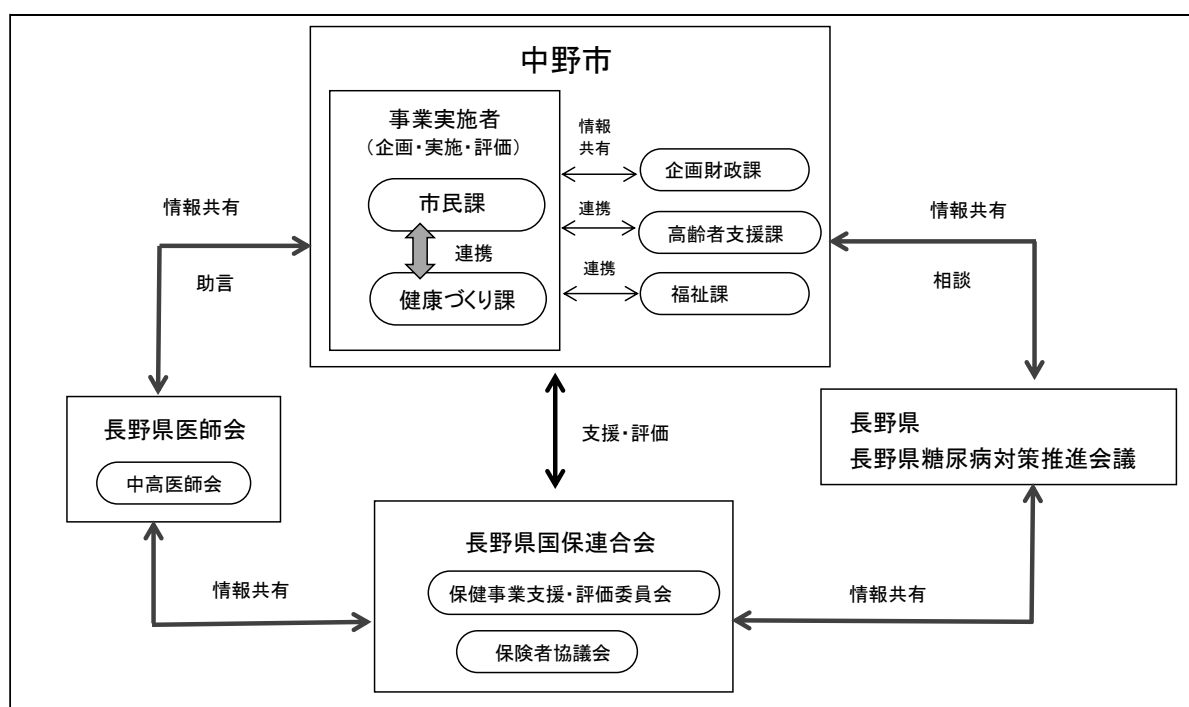 中野市
事業実施者
（企画・実施・評価）
市民課
連携
健康づくり課
情報
共有
企画財政課
連携
高齢者支援課
連携
福祉課
情報共有
助言
情報共有
相談
長野県医師会
中高医師会
支援・評価
長野県
長野県糖尿病対策推進会議
長野県国保連合会
保健事業支援・評価委員会
保険者協議会
情報共有
情報共有